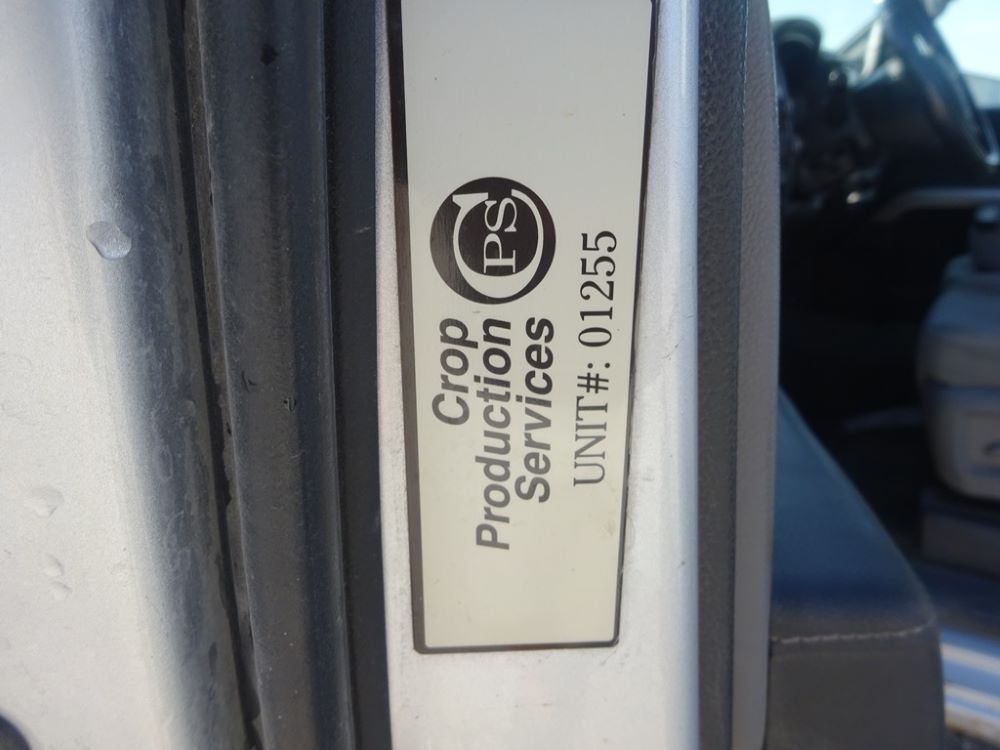 CPS
Crop
Production
Services
UNIT#: 01255